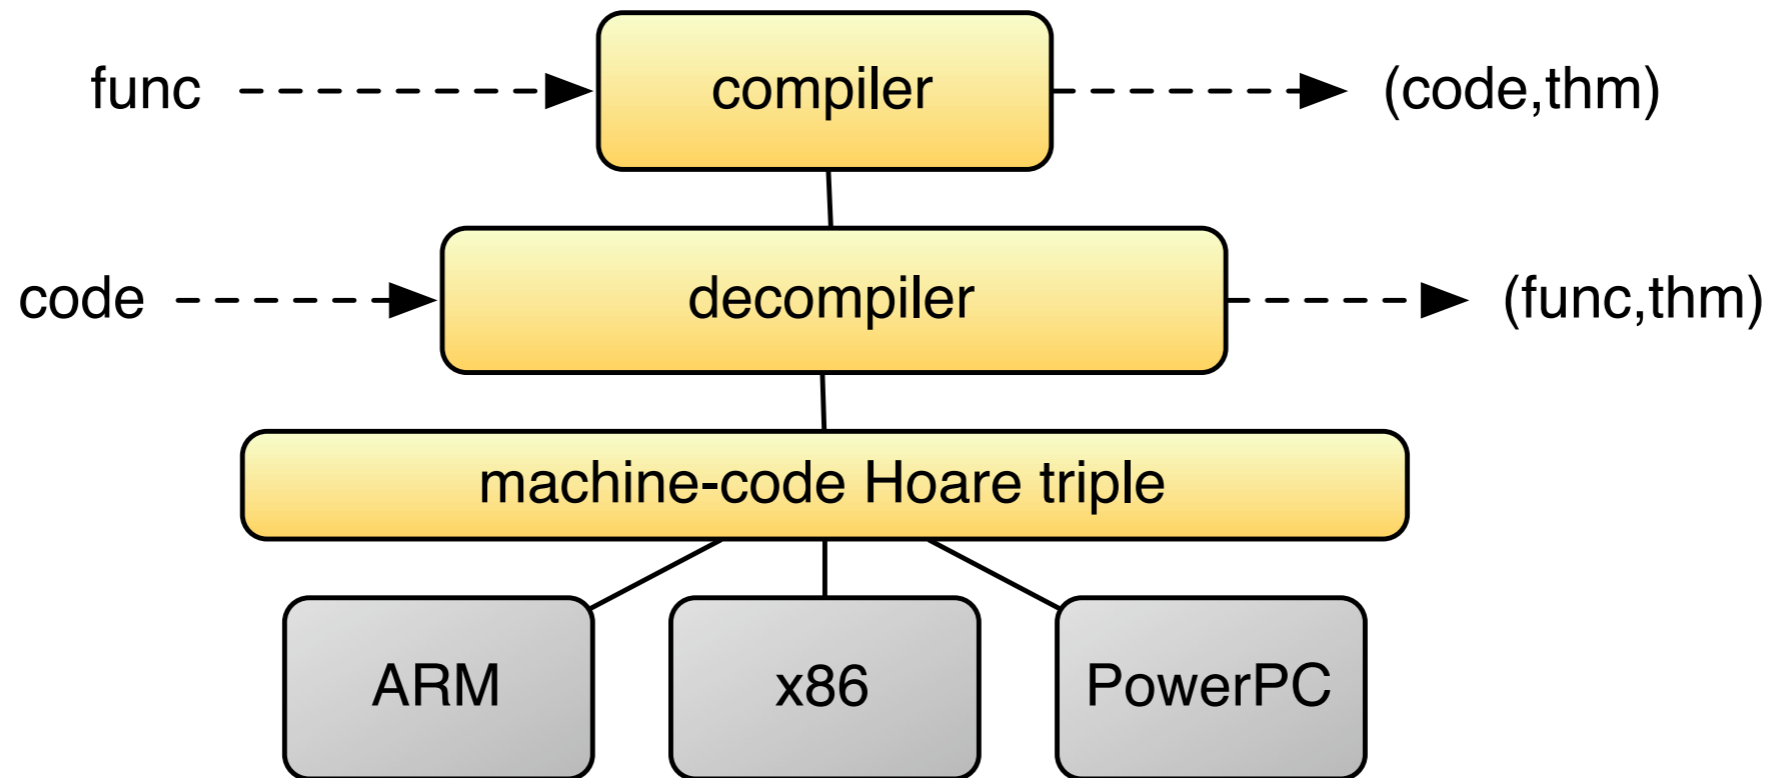 func
compiler
(code,thm)
code
decompiler
(func,thm)
machine-code Hoare triple
ARM
x86
PowerPC